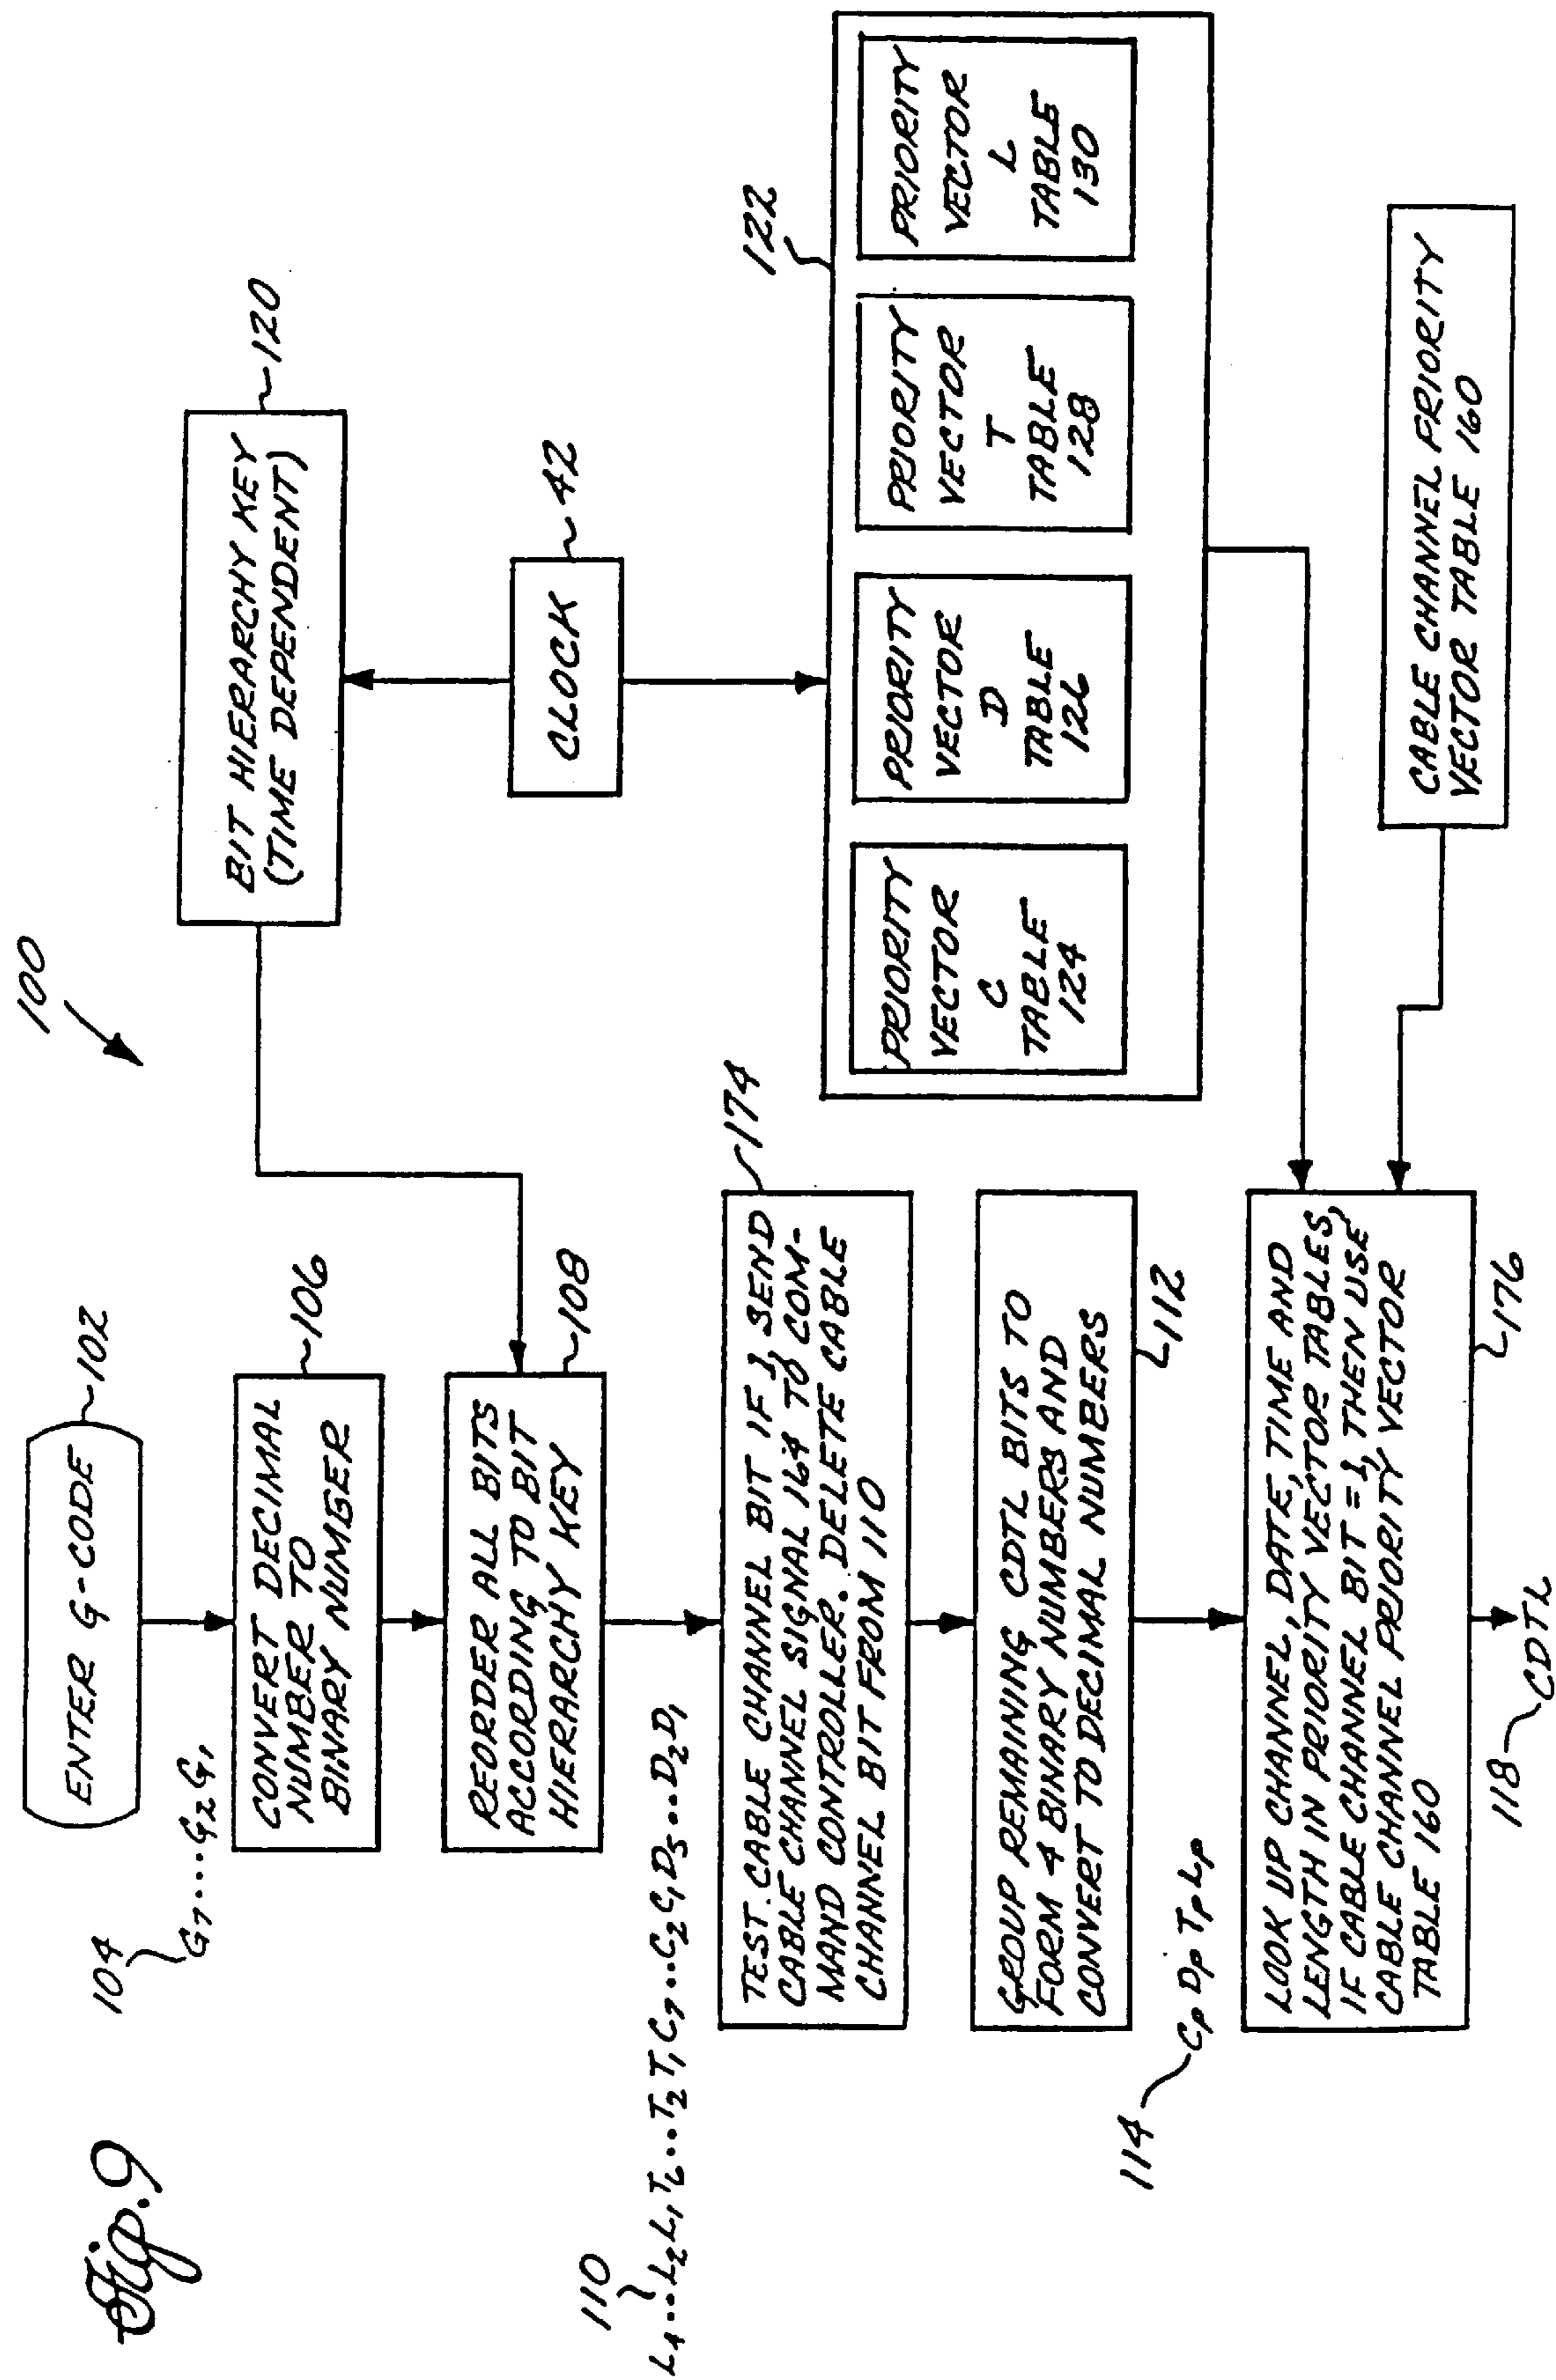 Fig. 9
100
ENTER G-CODE
102
104
G7...G2G1
CONVERT DECIMAL
NUMBER TO
BINARY NUMGER
106
REORDER ALL BITS
ACCORDING TO BIT
HIERARCHY KEY
108
BIT HIERARCHY KEY
(TIME DEPENDENT)
120
CLOCK
42
110
L4..L2L1T6..T2T1C7..C2C1D5..D2D1
TEST.CABLE CHANNEL BIT IF 1, SEND
CABLE CHANNEL SIGNAL 164 TO COM-
MAND CONTROLLER. DELETE CABLE
CHANNEL BIT FROM 110
174
122
PRIORITY
VECTOR
C
TABLE
124
PRIORITY
VECTOR
D
TABLE
126
PRIORITY
VECTOR
T
TABLE
128
PRIORITY
VECTOR
L
TABLE
130
GROUP REMAINING CDTL BITS TO
FORM 4 BINARY NUMBERS AND
CONVERT TO DECIMAL NUMBERS
112
114
Cp Dp Tp Lp
LOOK UP CHANNEL, DATE, TIME AND
LENGTH IN PRIORITY VECTOR TABLES,
IF CABLE CHANNEL BIT = 1, THEN USE
CABLE CHANNEL PRIORITY VECTOR
TABLE 160
176
CABLE CHANNEL PRIORITY
VECTOR TABLE 160
118
CDTL